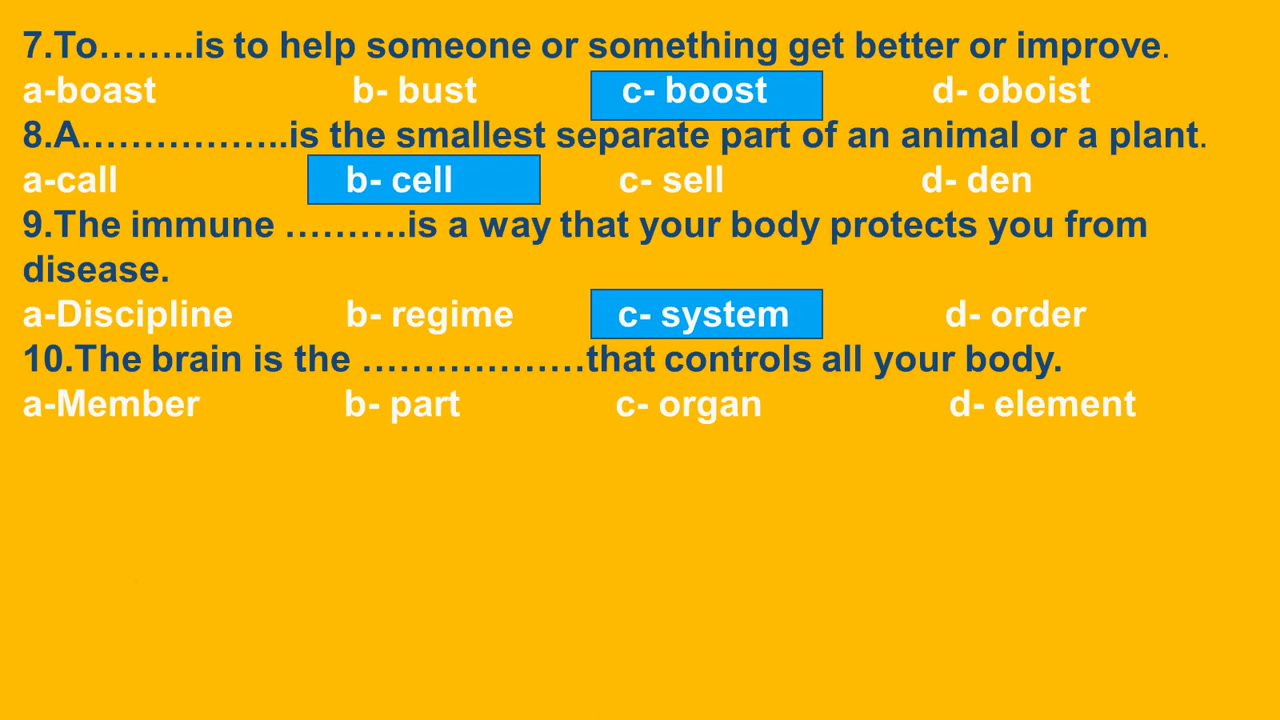 7.To……..is to help someone or something get better or improve.
a-boast b- bust c- boost d- oboist
8.A……………..is the smallest separate part of an animal or a plant.
a-call b- cell c- sell d- den
9.The immune ……….is a way that your body protects you from
disease.
a-Discipline b- regime c- system d- order
10.The brain is the ………………that controls all your body.
a-Member b- part c- organ d- element